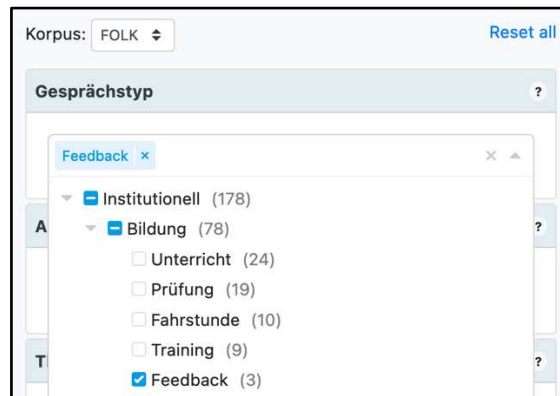 Korpus: FOLK Reset all
Gesprächstyp ?
Feedback × ×
Institutionell (178)
A Bildung (78) ?
Unterricht (24)
Prüfung (19)
Fahrstunde (10)
Training (9)
T ?
Feedback (3)